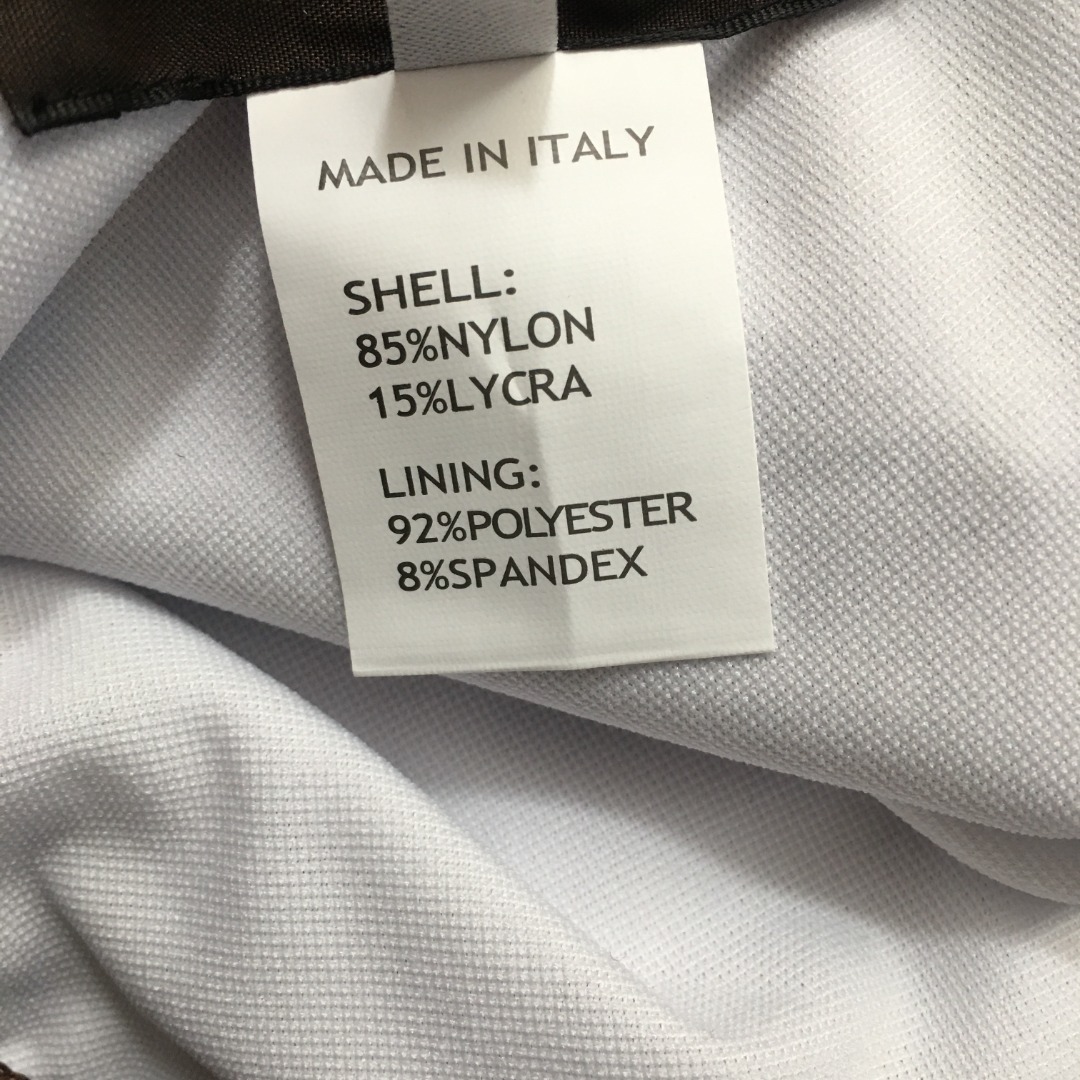 MADE IN ITALY
SHELL:
85%NYLON
15%LYCRA
LINING:
92%POLYESTER
8%SPANDEX